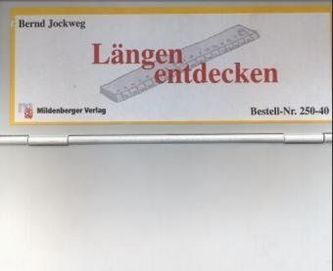 Bernd Jockweg
Längen
entdecken
Mildenberger Verlag
Bestell-Nr. 250-40